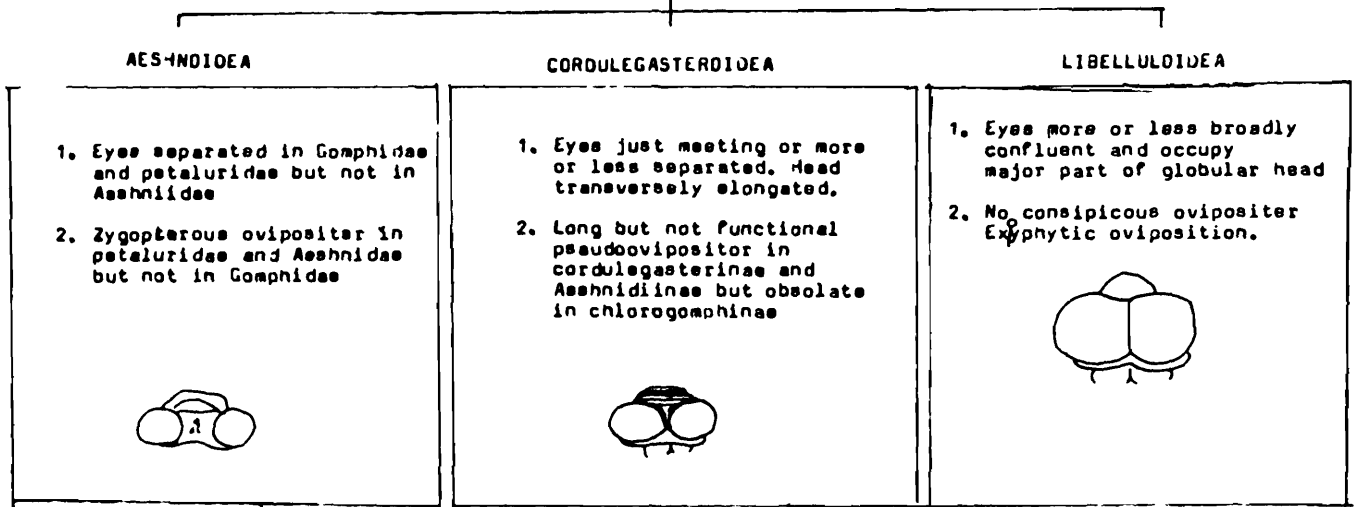 AESHNOIDEA
1. Eyes separated in Gomphidae
and petaluridae but not in
Aeshniidae
2. Zygopterous ovipositer in
petaluridae and Aeshnidae
but not in Gomphidae
CORDULEGASTEROIDEA
1. Eyes just meeting or more
or less separated. Head
transversely elongated.
2. Long but not functional
pseudoovipositor in
cordulegasterinae and
Aeshnidiinae but obsolate
in chlorogomphinae
LIBELLULOIDEA
1. Eyes more or less broadly
confluent and occupy
major part of globular head
2. No consipicous ovipositer
Exophytic oviposition.